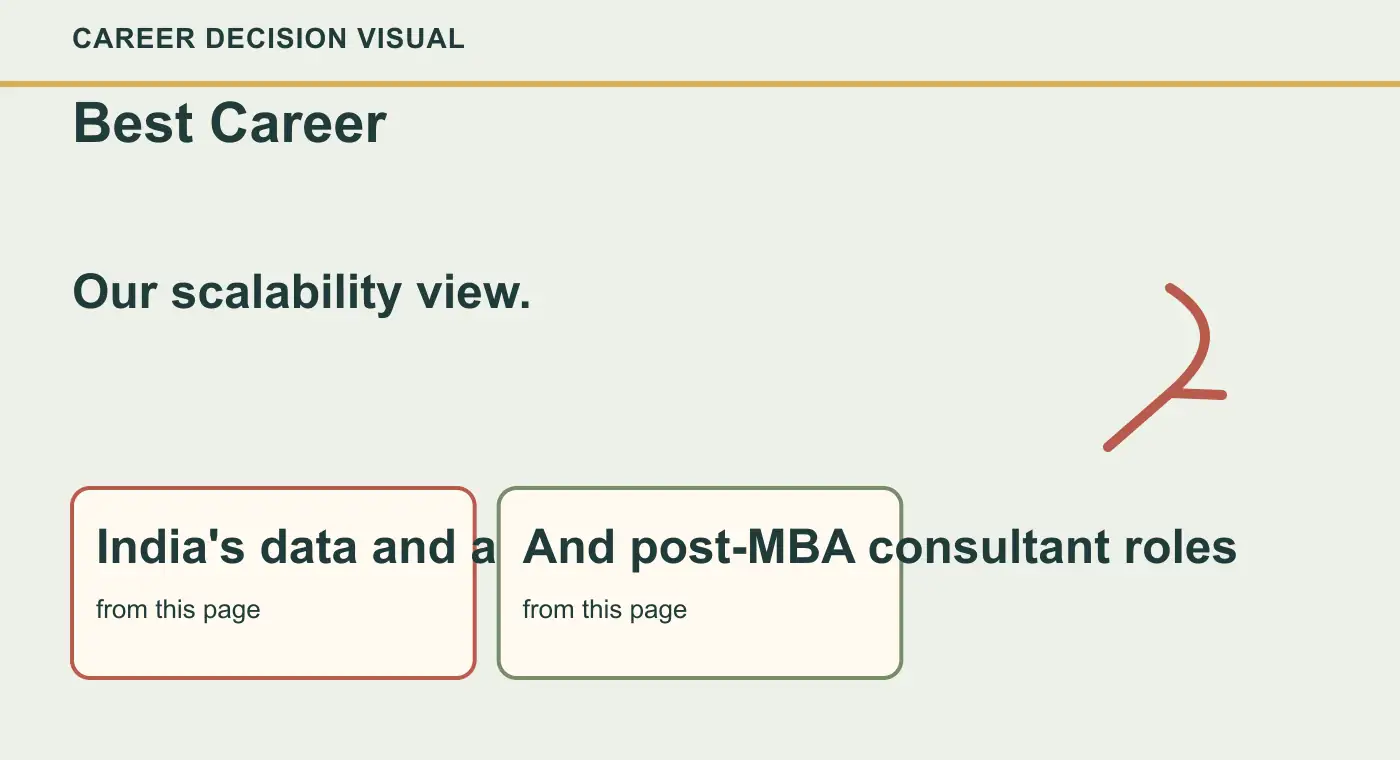 CAREER DECISION VISUAL
Best Career
Our scalability view.
India's data and a
And post-MBA consultant roles
from this page
from this page